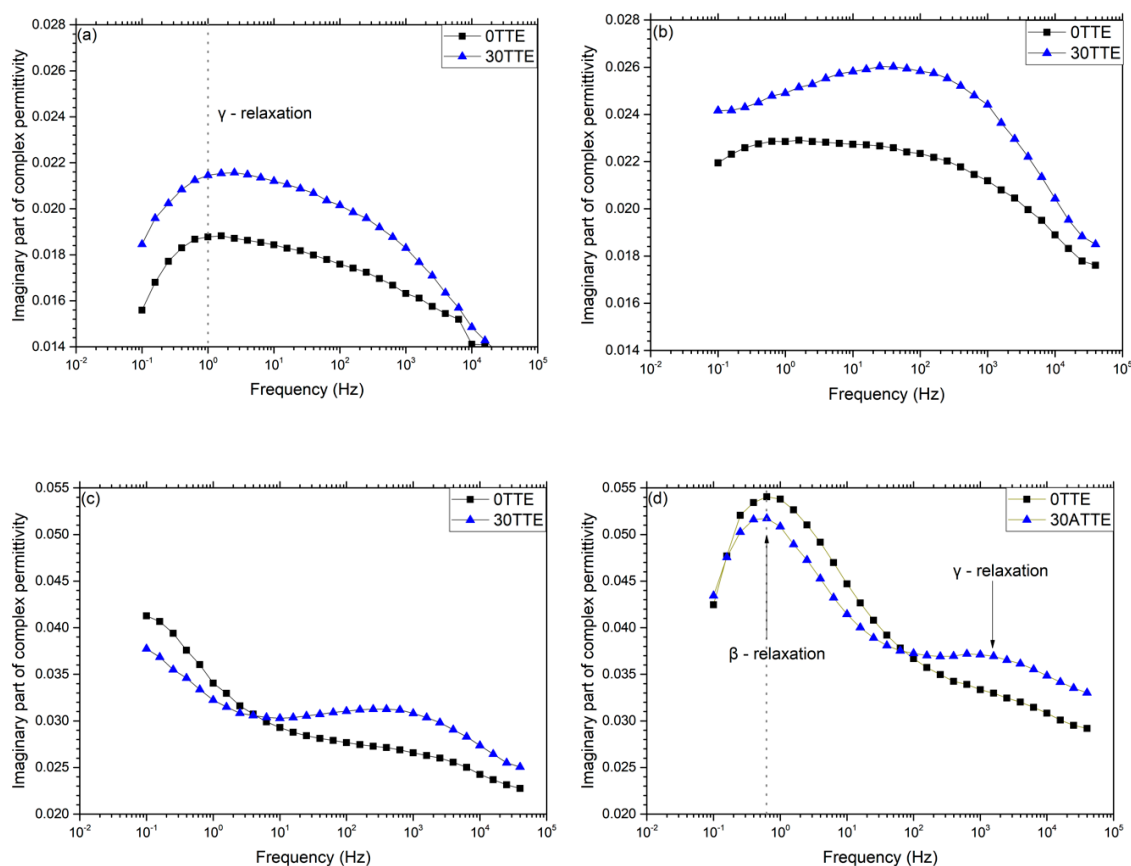 (a)
0TTE
30TTE
γ - relaxation
0.028
0.026
0.024
0.022
0.020
0.018
0.016
0.014
10-2 10-1 100 101 102 103 104 105
Imaginary part of complex permittivity
Frequency (Hz)
(b)
0TTE
30TTE
0.028
0.026
0.024
0.022
0.020
0.018
0.016
0.014
10-2 10-1 100 101 102 103 104 105
Imaginary part of complex permittivity
Frequency (Hz)
(c)
0TTE
30TTE
0.055
0.050
0.045
0.040
0.035
0.030
0.025
0.020
10-2 10-1 100 101 102 103 104 105
Imaginary part of complex permittivity
Frequency (Hz)
(d)
0TTE
30ATTE
γ - relaxation
β - relaxation
0.055
0.050
0.045
0.040
0.035
0.030
0.025
0.020
10-2 10-1 100 101 102 103 104 105
Imaginary part of complex permittivity
Frequency (Hz)